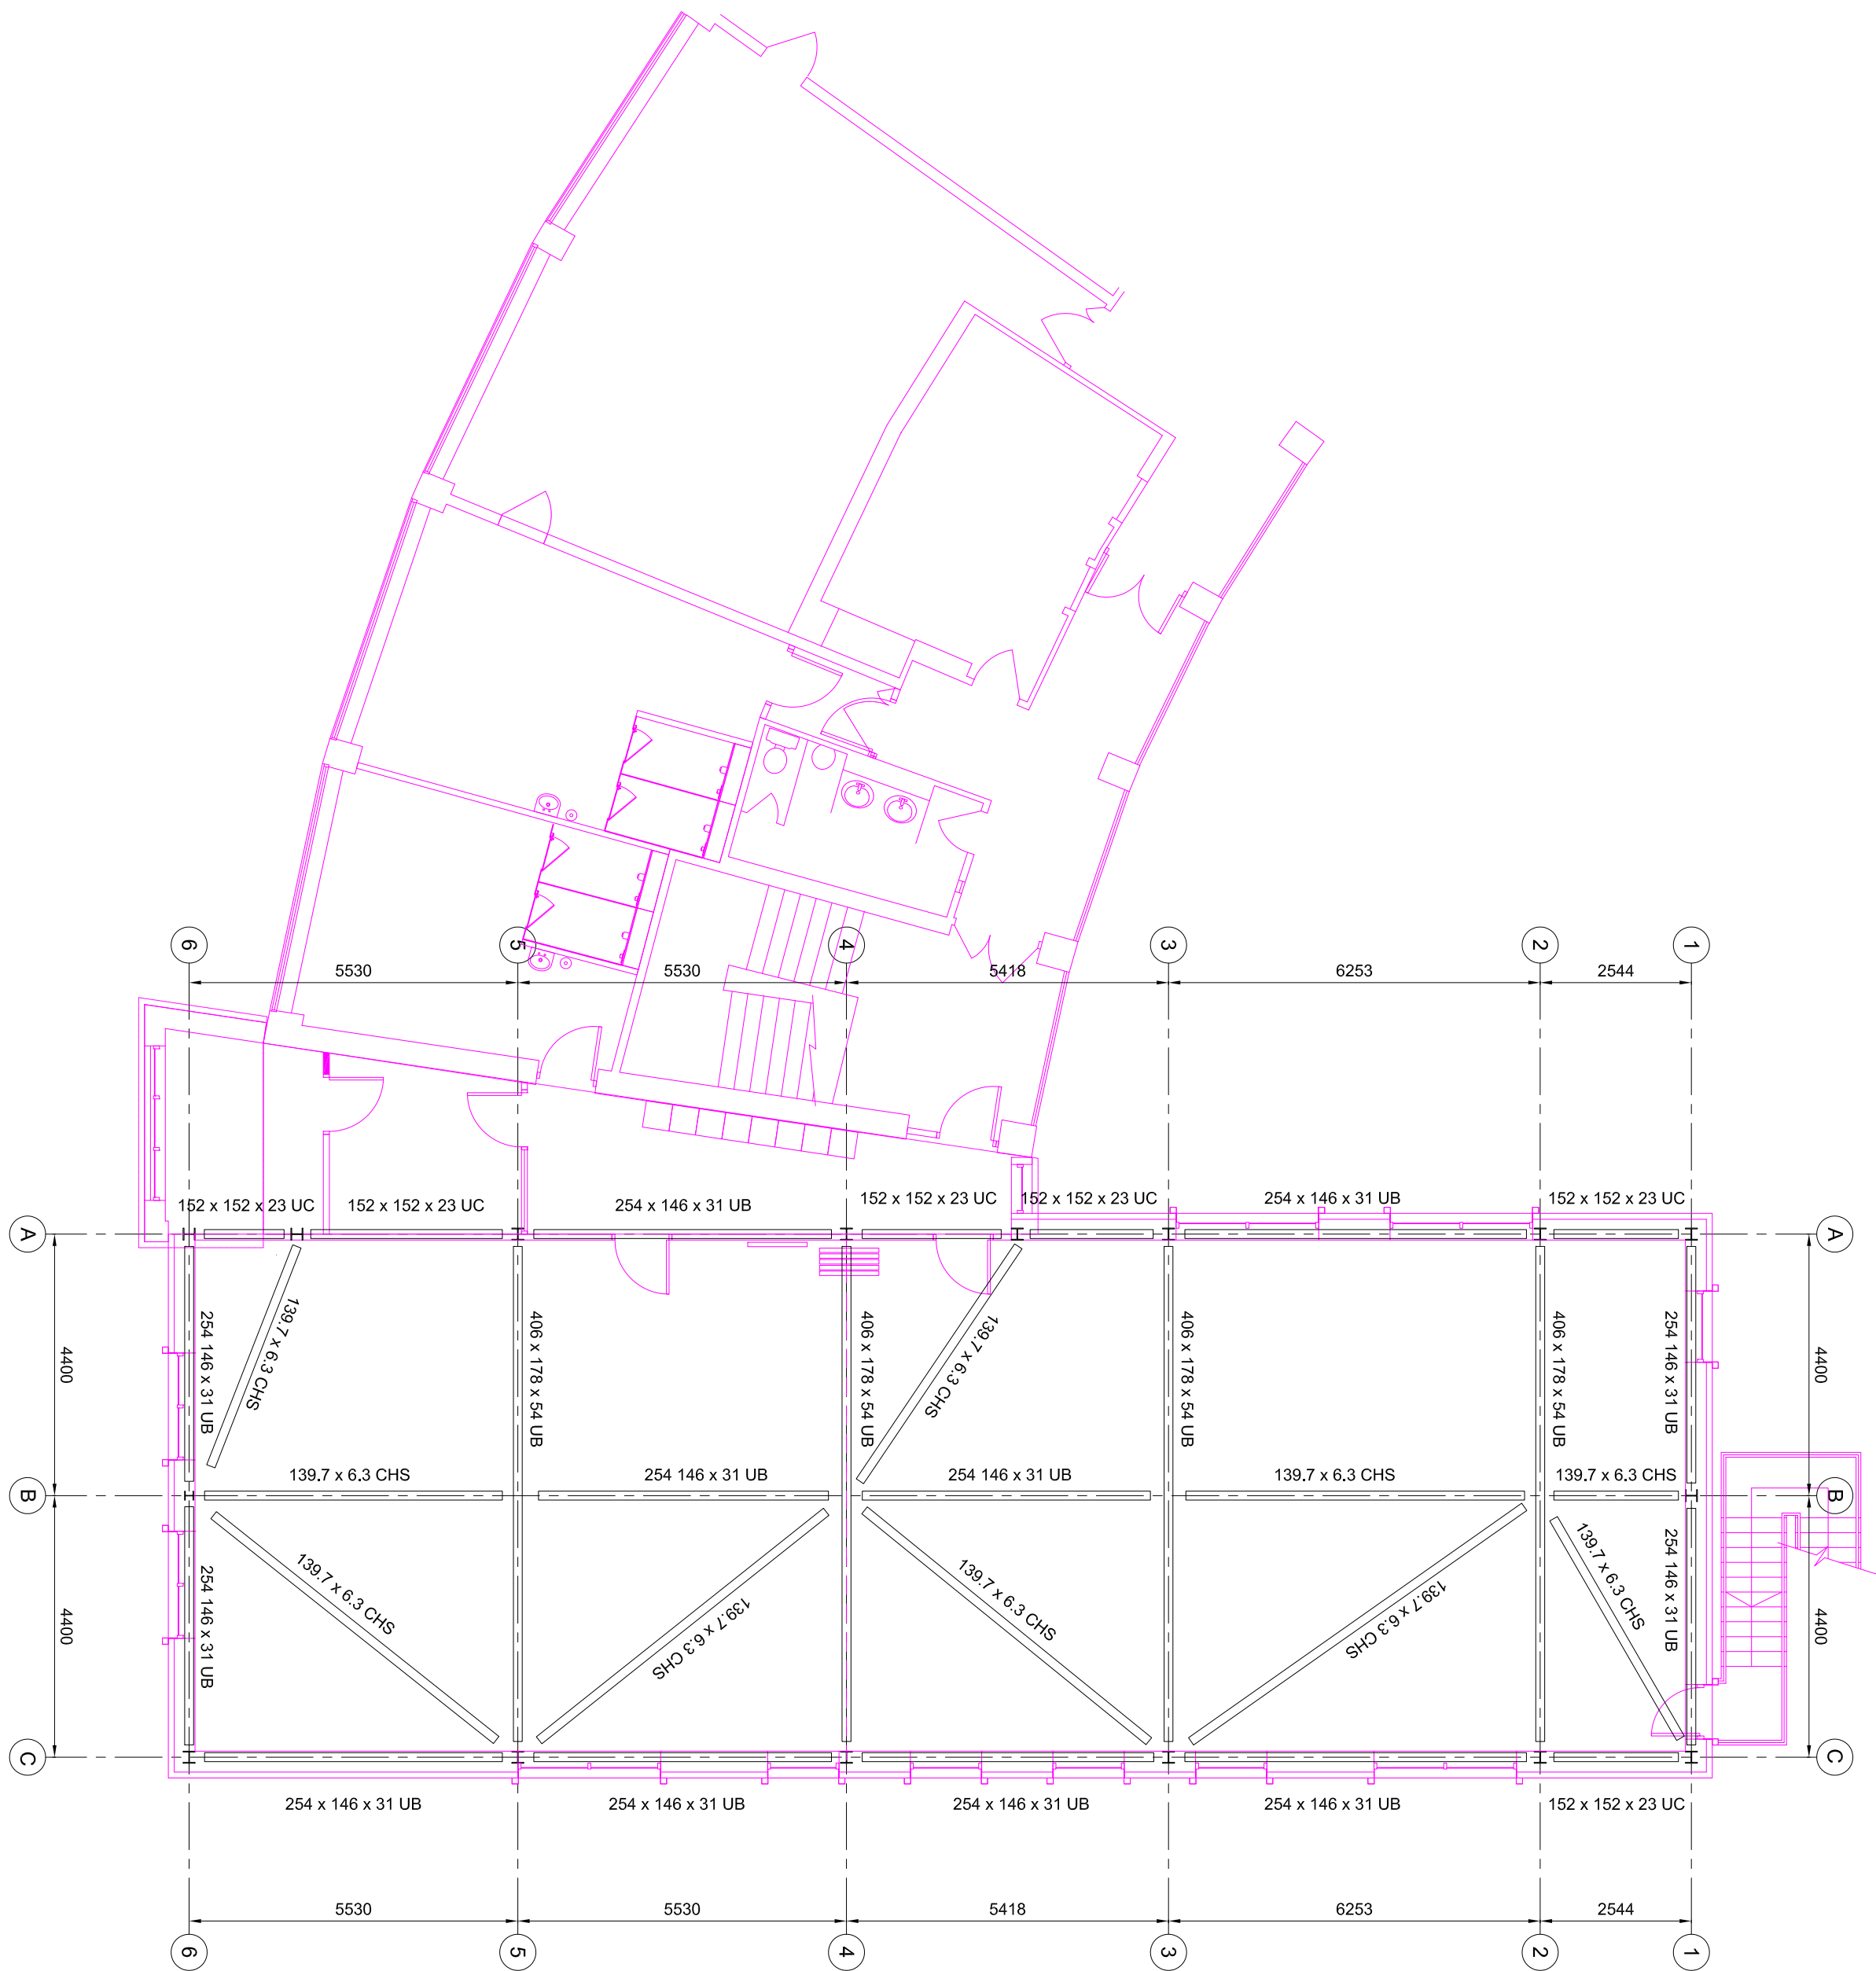 6
5
4
3
2
1
5530
5530
5418
6253
2544
152 x 152 x 23 UC
152 x 152 x 23 UC
254 x 146 x 31 UB
152 x 152 x 23 UC
152 x 152 x 23 UC
254 x 146 x 31 UB
152 x 152 x 23 UC
A
A
4400
254 146 x 31 UB
139.7 x 6.3 CHS
406 x 178 x 54 UB
406 x 178 x 54 UB
139.7 x 6.3 CHS
406 x 178 x 54 UB
406 x 178 x 54 UB
254 146 x 31 UB
4400
139.7 x 6.3 CHS
254 146 x 31 UB
254 146 x 31 UB
139.7 x 6.3 CHS
139.7 x 6.3 CHS
B
B
4400
254 146 x 31 UB
139.7 x 6.3 CHS
139.7 x 6.3 CHS
139.7 x 6.3 CHS
139.7 x 6.3 CHS
139.7 x 6.3 CHS
254 146 x 31 UB
4400
C
C
254 x 146 x 31 UB
254 x 146 x 31 UB
254 x 146 x 31 UB
254 x 146 x 31 UB
152 x 152 x 23 UC
5530
5530
5418
6253
2544
6
5
4
3
2
1